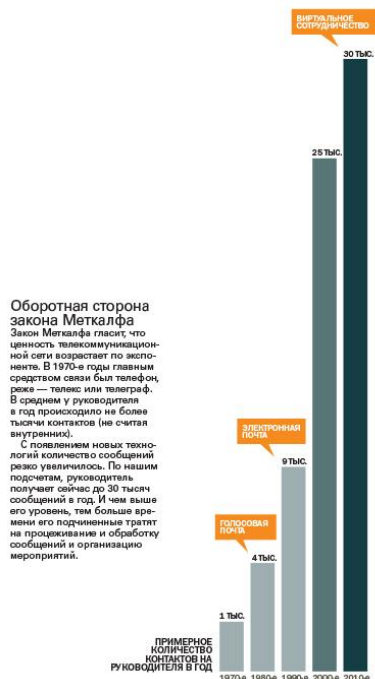 ВИРТУАЛЬНОЕ
СОТРУДНИЧЕСТВО
30 ТЫС.
25 ТЫС.
Оборотная сторона
закона Меткалфа
Закон Меткалфа гласит, что
ценность телекоммуникацион-
ной сети возрастает по экспо-
ненте. В 1970-е годы главным
средством связи был телефон,
реже — телекс или телеграф.
В среднем у руководителя
в год происходило не более
тысячи контактов (не считая
внутренних).
С появлением новых техно-
логий количество сообщений
резко увеличилось. По нашим
подсчетам, руководитель
получает сейчас до 30 тысяч
сообщений в год. И чем выше
его уровень, тем больше вре-
мени его подчиненные тратят
на процеживание и обработку
сообщений и организацию
мероприятий.
ЭЛЕКТРОННАЯ
ПОЧТА
9 ТЫС.
ГОЛОСОВАЯ
ПОЧТА
4 ТЫС.
1 ТЫС.
ПРИМЕРНОЕ
КОЛИЧЕСТВО
КОНТАКТОВ НА
РУКОВОДИТЕЛЯ В ГОД
1970-е 1980-е 1990-е 2000-е 2010-е